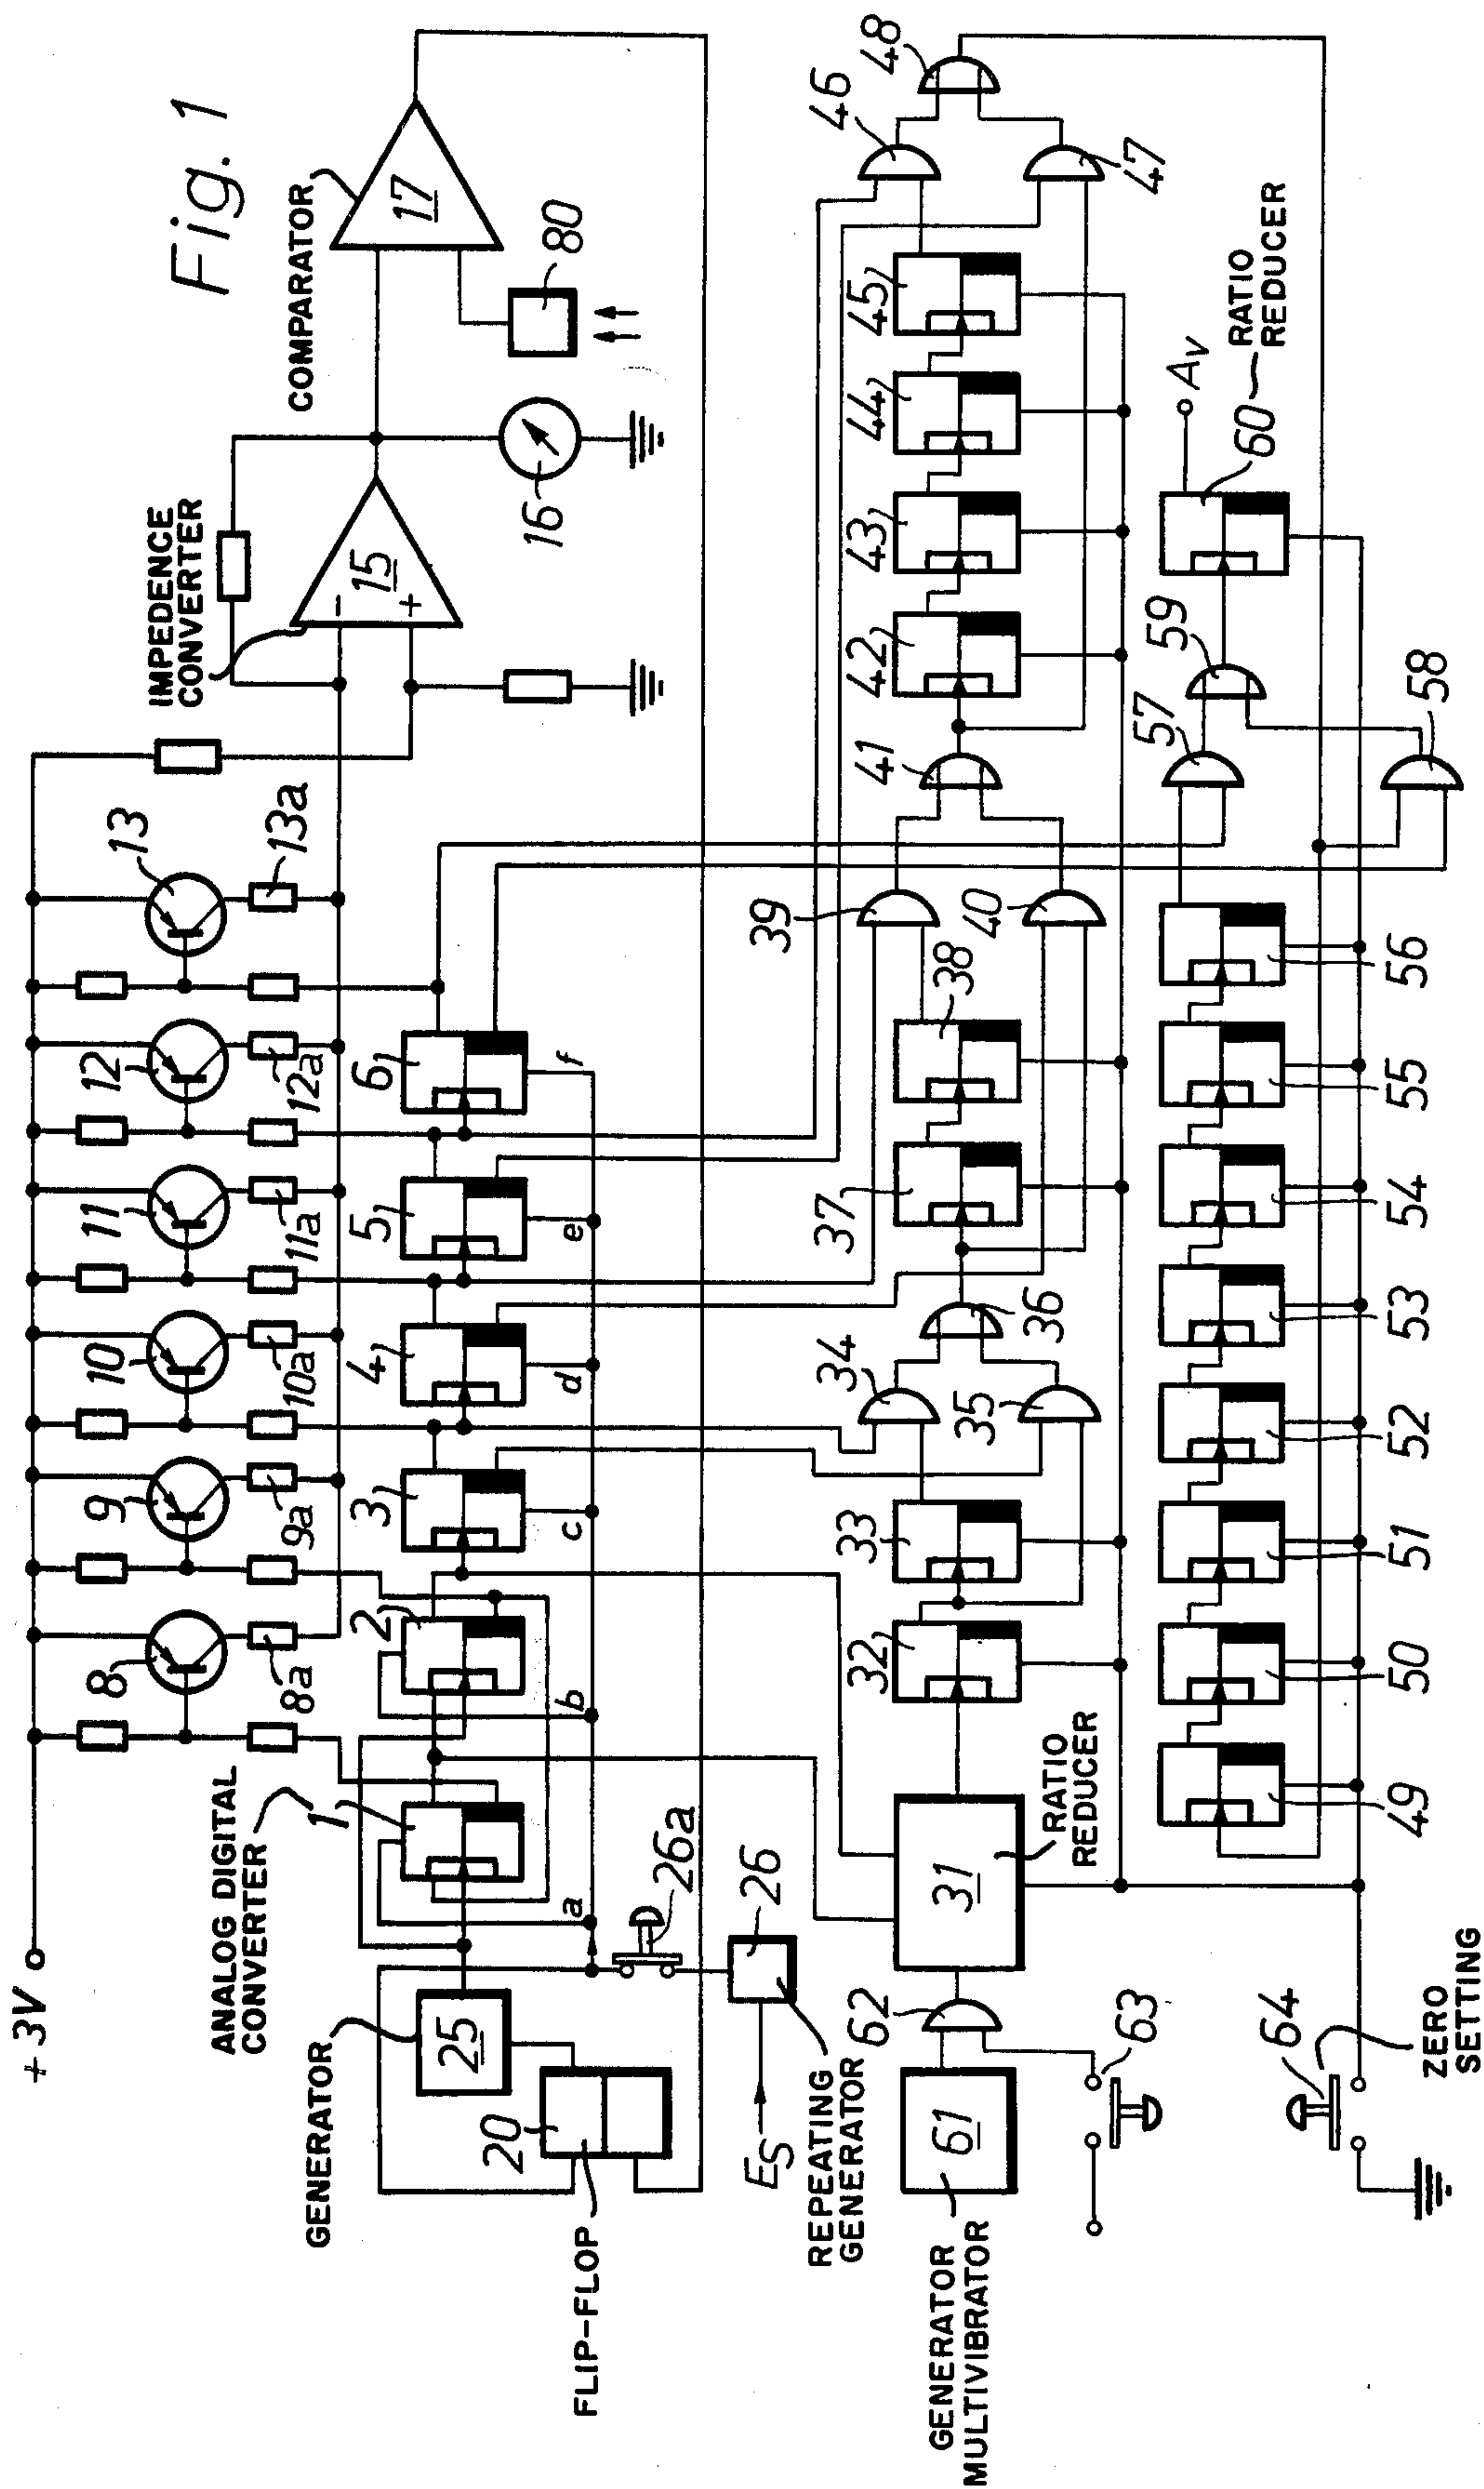 Fig. 1
+3V
ANALOG DIGITAL
CONVERTER
IMPEDENCE
CONVERTER
COMPARATOR
GENERATOR
FLIP-FLOP
REPEATING
GENERATOR
GENERATOR
MULTIVIBRATOR
RATIO
REDUCER
RATIO
REDUCER
ZERO
SETTING
8
9
10
11
12
13
8a
9a
10a
11a
12a
13a
15
-
+
16
17
80
1
2
3
4
5
6
a
b
c
d
e
f
20
25
26
26a
ES
31
32
33
34
35
36
37
38
39
40
41
42
43
44
45
46
47
48
49
50
51
52
53
54
55
56
57
58
59
60
AV
61
62
63
64